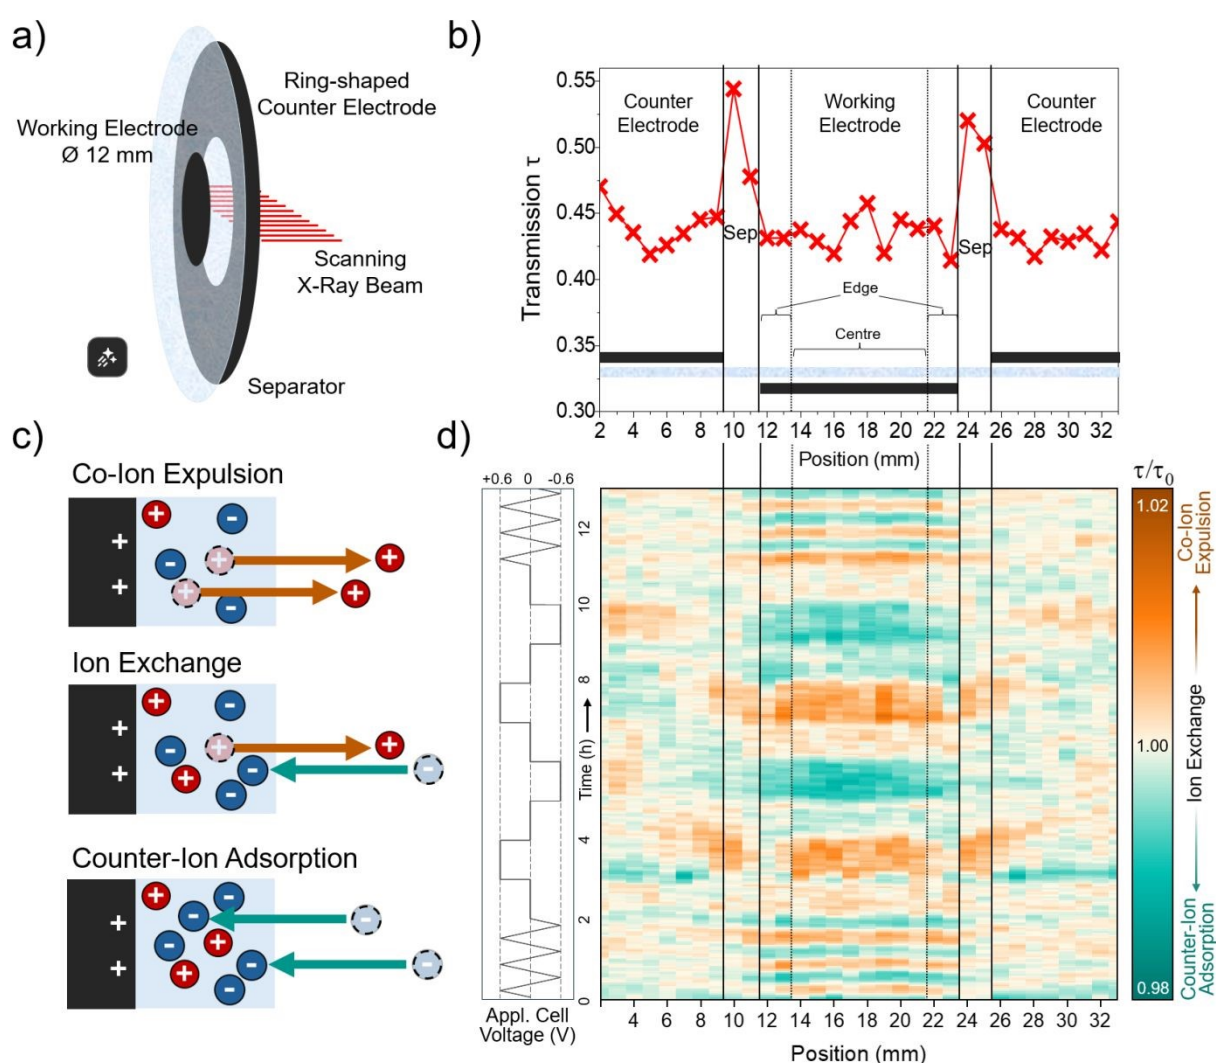 a)
Ring-shaped
Counter Electrode
Working Electrode
Ø 12 mm
Scanning
X-Ray Beam
Separator
b)
Transmission τ
0.55
0.50
0.45
0.40
0.35
0.30
Counter
Electrode
Working
Electrode
Counter
Electrode
Sep
Sep
Edge
Centre
2 4 6 8 10 12 14 16 18 20 22 24 26 28 30 32
Position (mm)
c)
Co-Ion Expulsion
+ + - - + + + + + -
Ion Exchange
+ + - - + + + - + - - -
Counter-Ion Adsorption
+ + - - - + - + + - - -
d)
+0.6 0 -0.6
Time (h)
12
10
8
4
2
0
Appl. Cell
Voltage (V)
2 4 6 8 10 12 14 16 18 20 22 24 26 28 30 32
Position (mm)
τ/τ0
1.02
1.00
0.98
Co-Ion
Expulsion
Ion Exchange
Counter-Ion
Adsorption